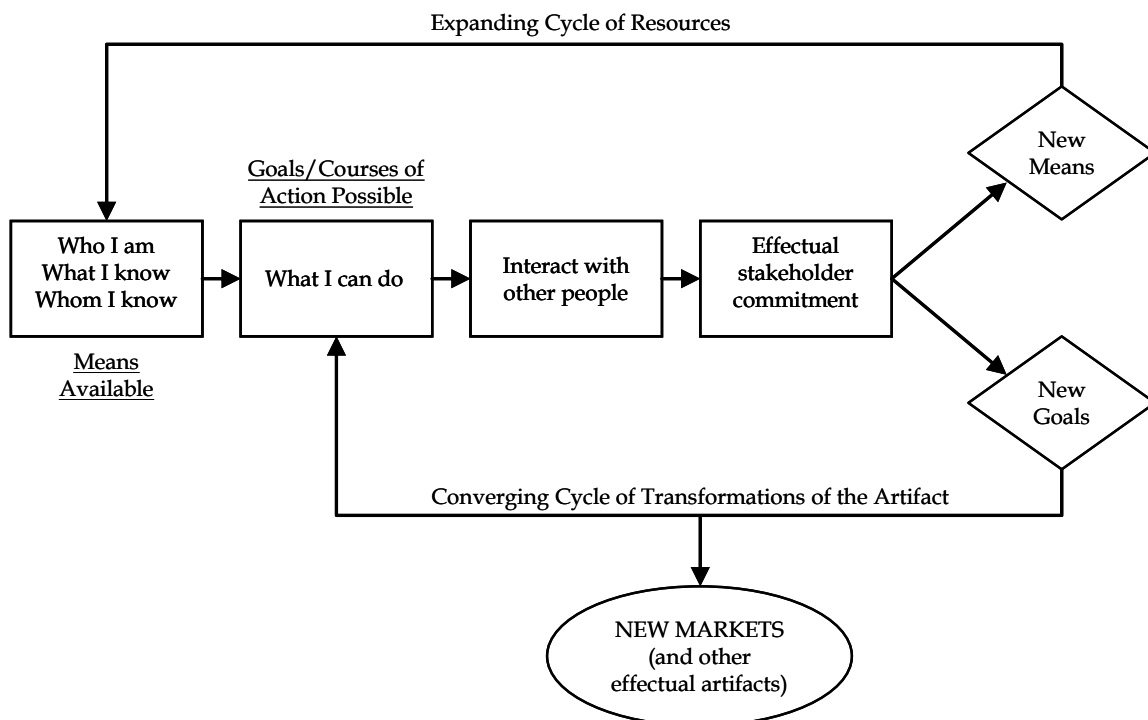 Expanding Cycle of Resources
New
Means
Goals/Courses of
Action Possible
Who I am
What I know
Whom I know
What I can do
Interact with
other people
Effectual
stakeholder
commitment
Means
Available
New
Goals
Converging Cycle of Transformations of the Artifact
NEW MARKETS
(and other
effectual artifacts)